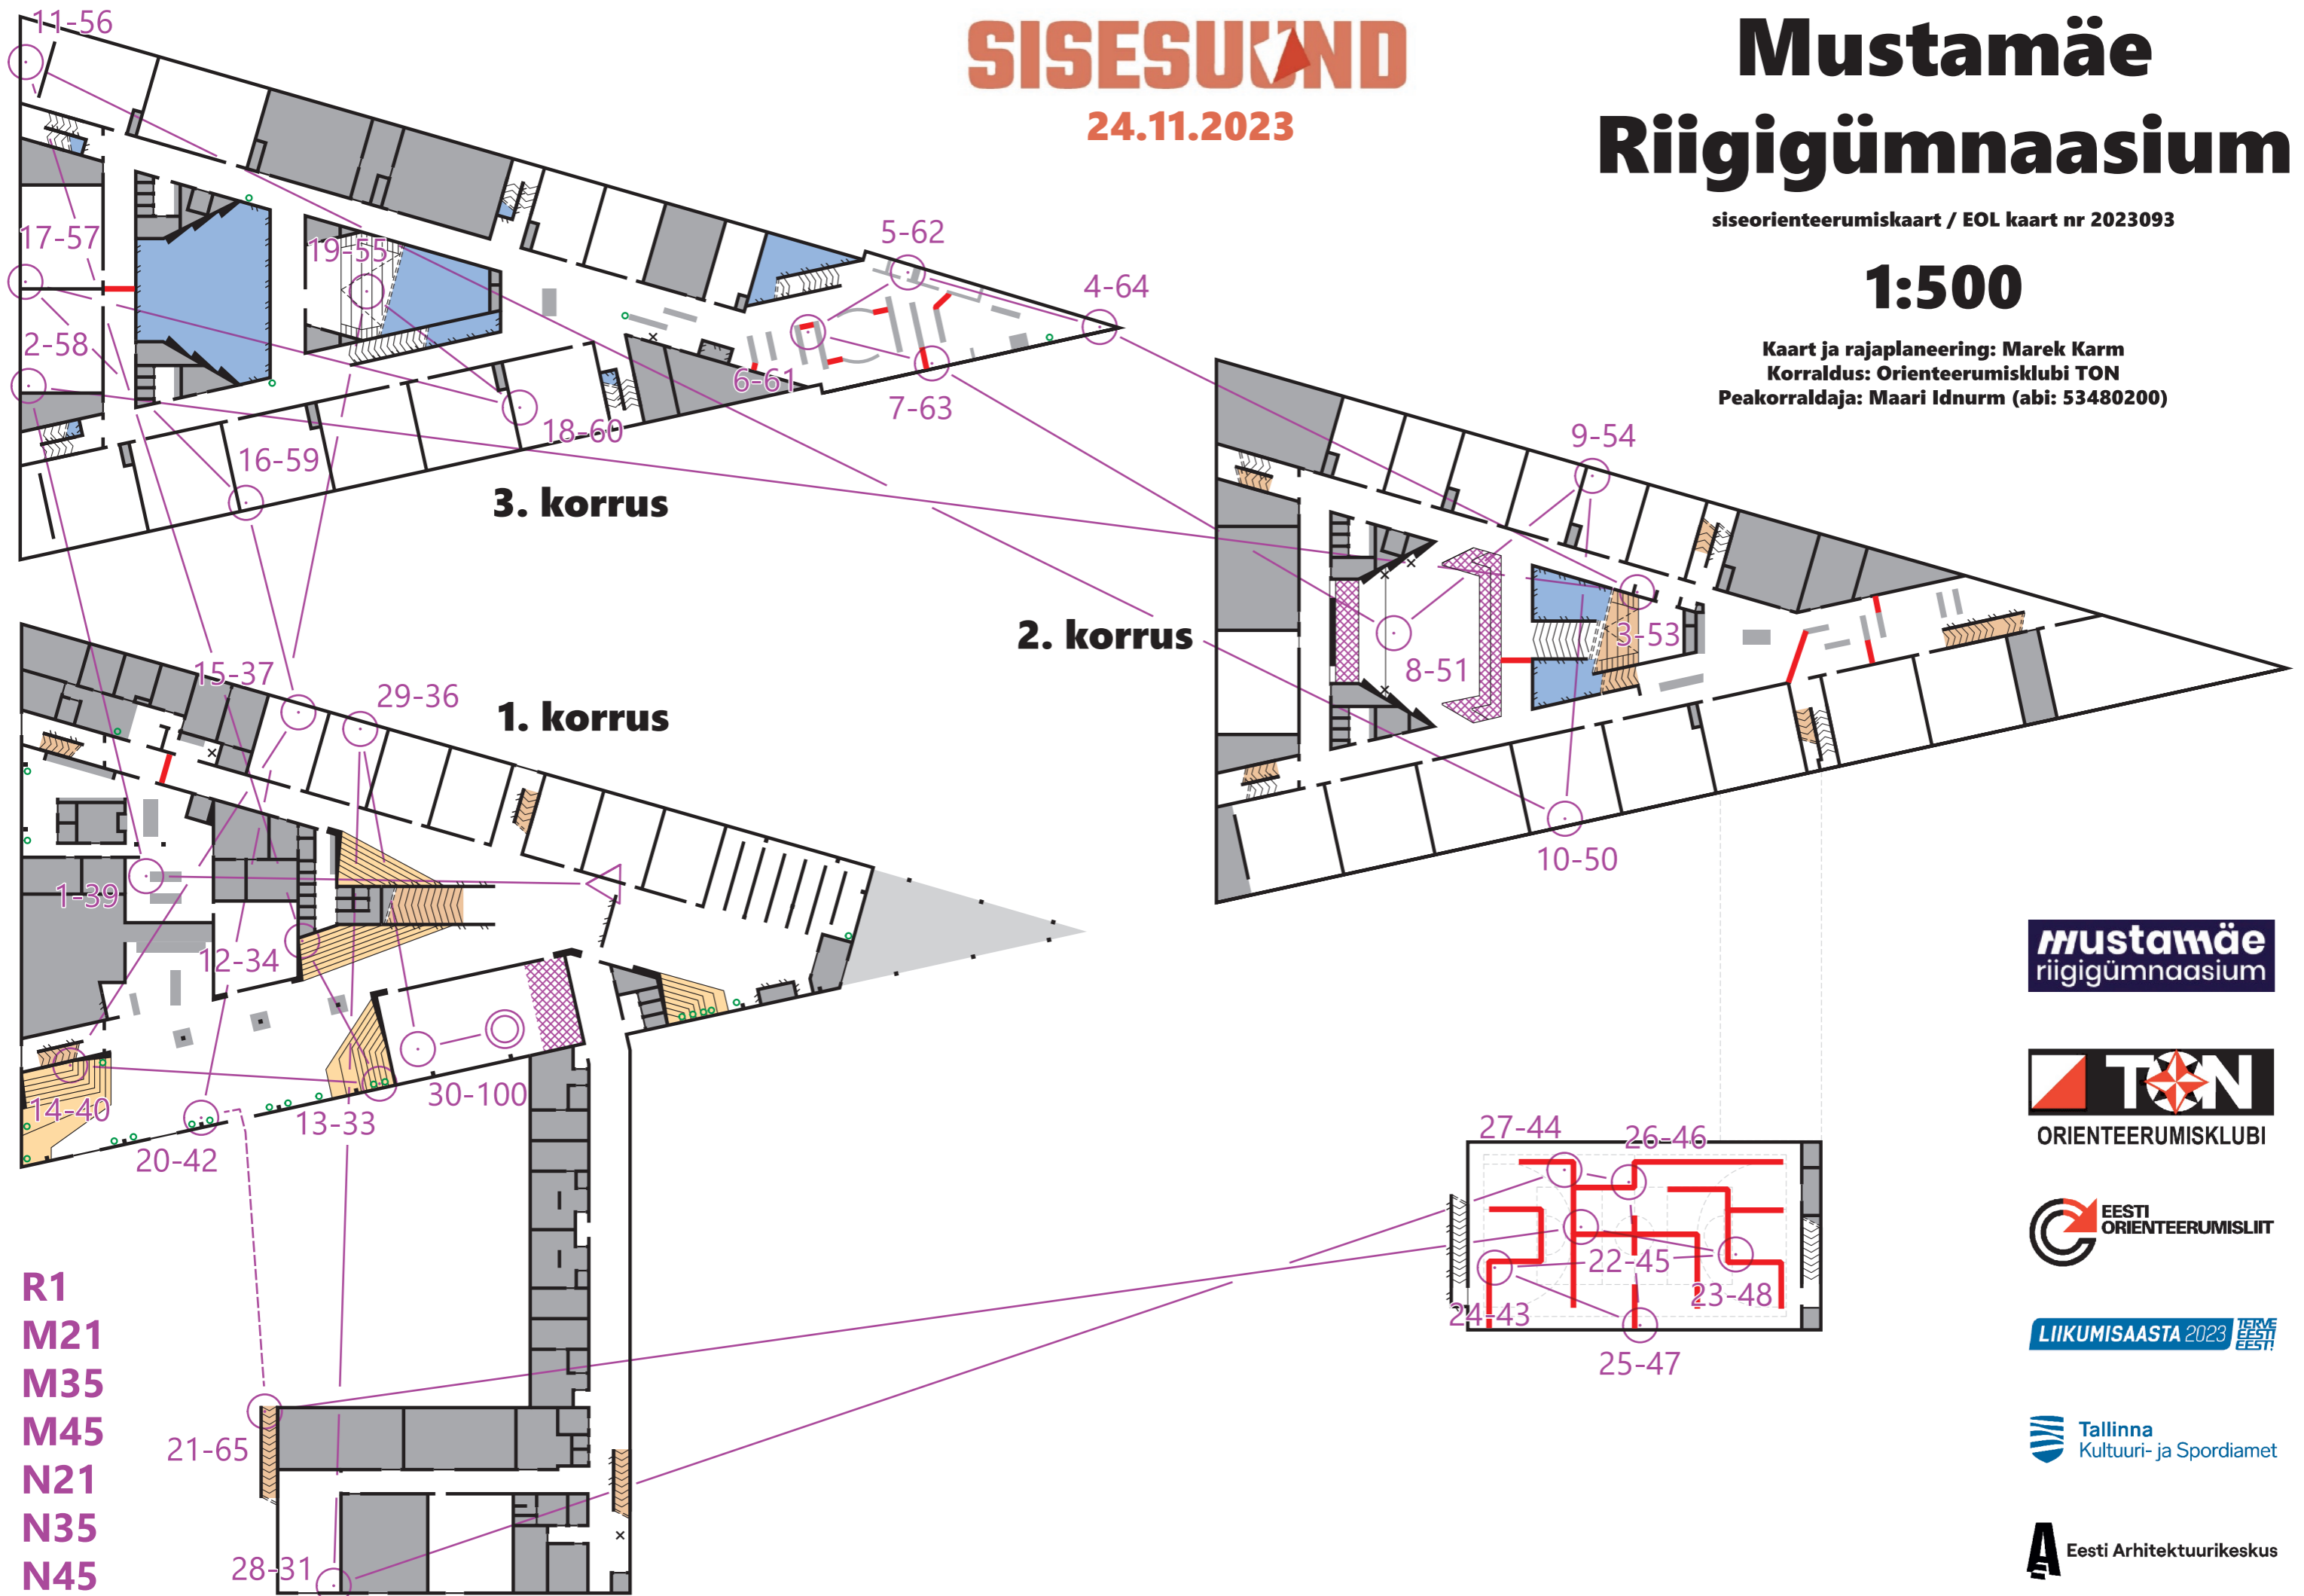 SISESUUND
24.11.2023
Mustamäe
Riigigümnaasium
siseorienteerumiskaart / EOL kaart nr 2023093
1:500
Kaart ja rajaplaneering: Marek Karm
Korraldus: Orienteerumisklubi TON
Peakorraldaja: Maari Idnurm (abi: 53480200)
11-56
17-57
19-55
5-62
4-64
2-58
6-61
7-63
18-60
16-59
3. korrus
9-54
2. korrus
3-53
8-51
10-50
15-37
29-36
1. korrus
1-39
12-34
14-40
13-33
30-100
20-42
27-44
26-46
22-45
23-48
24-43
25-47
21-65
28-31
R1
M21
M35
M45
N21
N35
N45
mustamäe
riigigümnaasium
TON
ORIENTEERUMISKLUBI
EESTI
ORIENTEERUMISLIIT
LIIKUMISAASTA 2023
TERVE
EESTI
EEST!
Tallinna
Kultuuri- ja Spordiamet
Eesti Arhitektuurikeskus